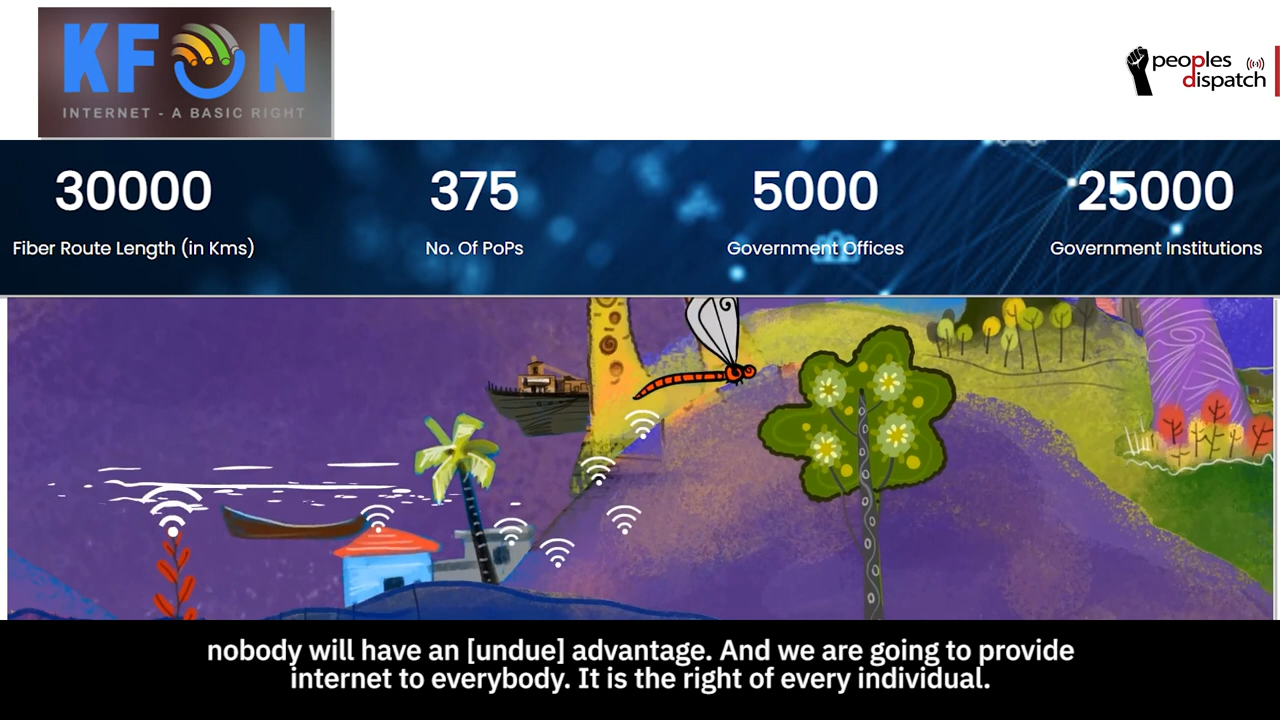 KFON
INTERNET - A BASIC RIGHT
peoples
dispatch
30000
Fiber Route Length (in Kms)
375
No. Of PoPs
5000
Government Offices
25000
Government Institutions
nobody will have an [undue] advantage. And we are going to provide
internet to everybody. It is the right of every individual.